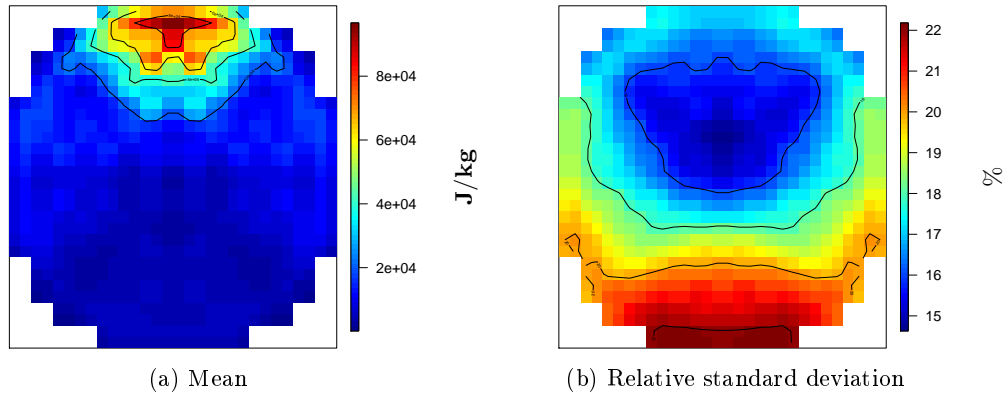 8e+04
6e+04
4e+04
2e+04
J/kg
22
21
20
19
18
17
16
15
%
(a) Mean
(b) Relative standard deviation